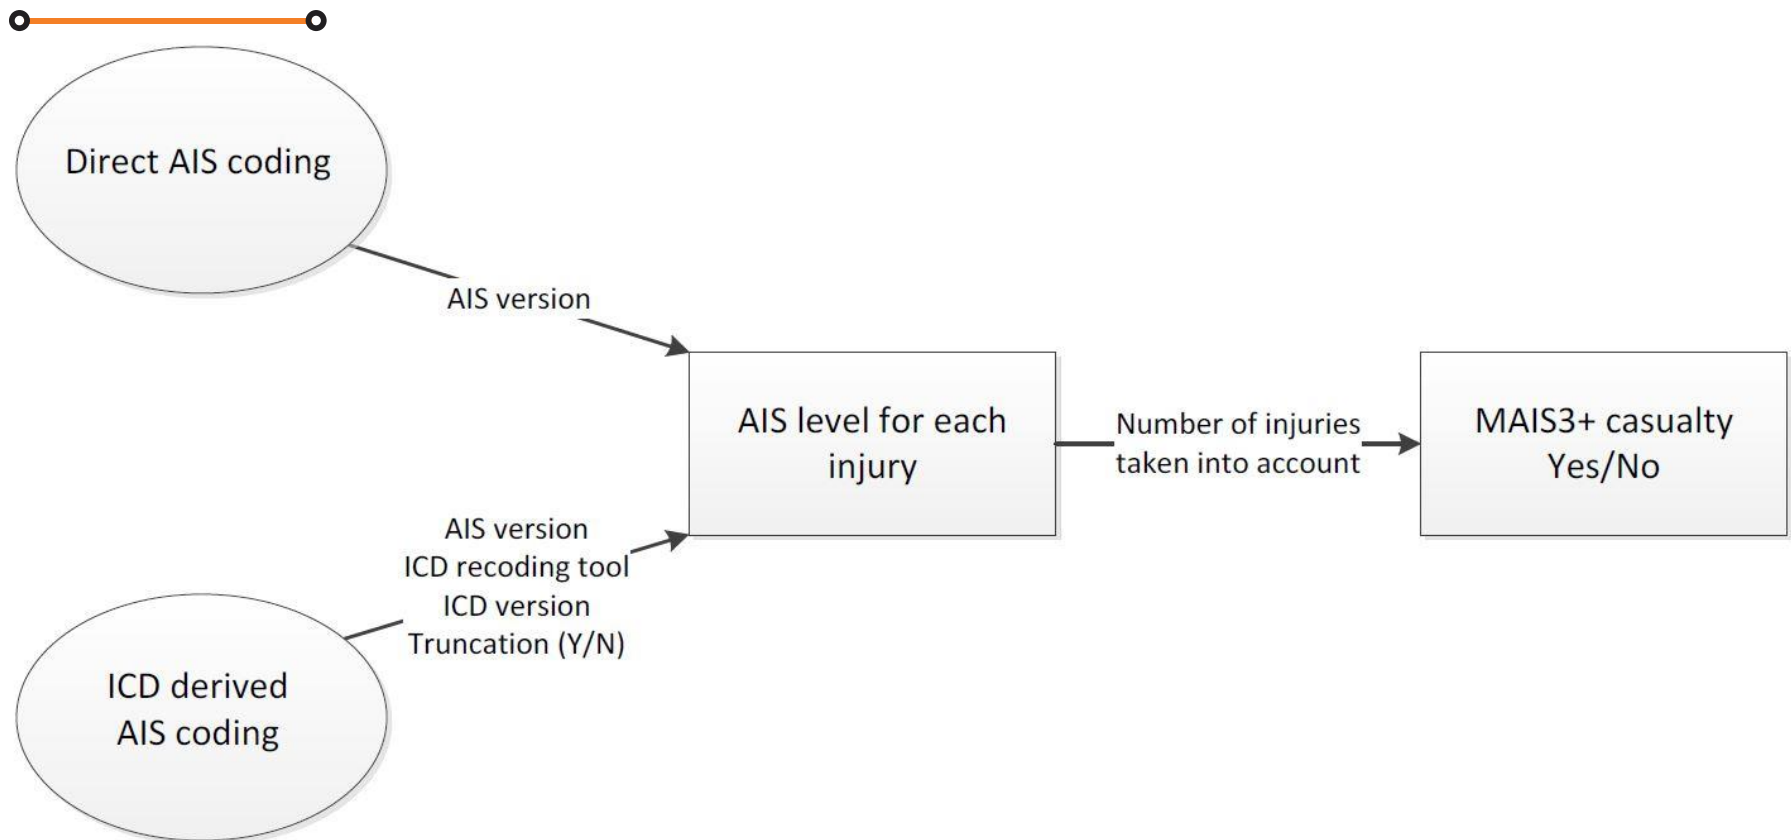 Direct AIS coding
AIS version
AIS level for each
injury
Number of injuries
taken into account
MAIS3+ casualty
Yes/No
AIS version
ICD recoding tool
ICD version
Truncation (Y/N)
ICD derived
AIS coding